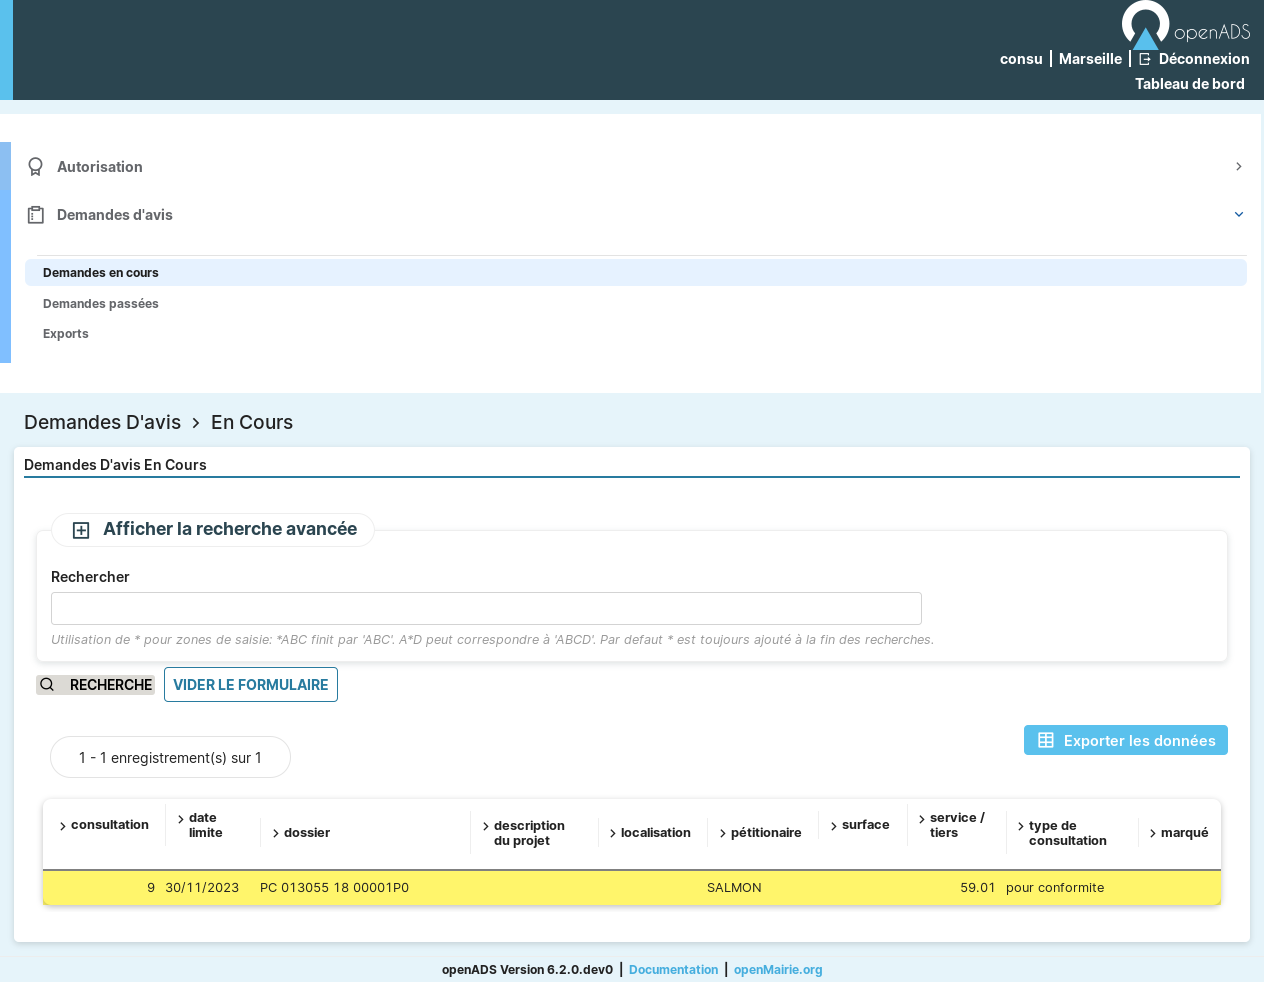 openADS
consu | Marseille | Déconnexion
Tableau de bord
Autorisation
Demandes d'avis
Demandes en cours
Demandes passées
Exports
Demandes D'avis > En Cours
Demandes D'avis En Cours
Afficher la recherche avancée
Rechercher
Utilisation de * pour zones de saisie: *ABC finit par 'ABC'. A*D peut correspondre à 'ABCD'. Par defaut * est toujours ajouté à la fin des recherches.
RECHERCHE VIDER LE FORMULAIRE
Exporter les données
1 - 1 enregistrement(s) sur 1
consultation date limite dossier description du projet localisation pétitionaire surface service / tiers type de consultation marqué
9 30/11/2023 PC 013055 18 00001P0 SALMON 59.01 pour conformite
openADS Version 6.2.0.dev0 | Documentation | openMairie.org